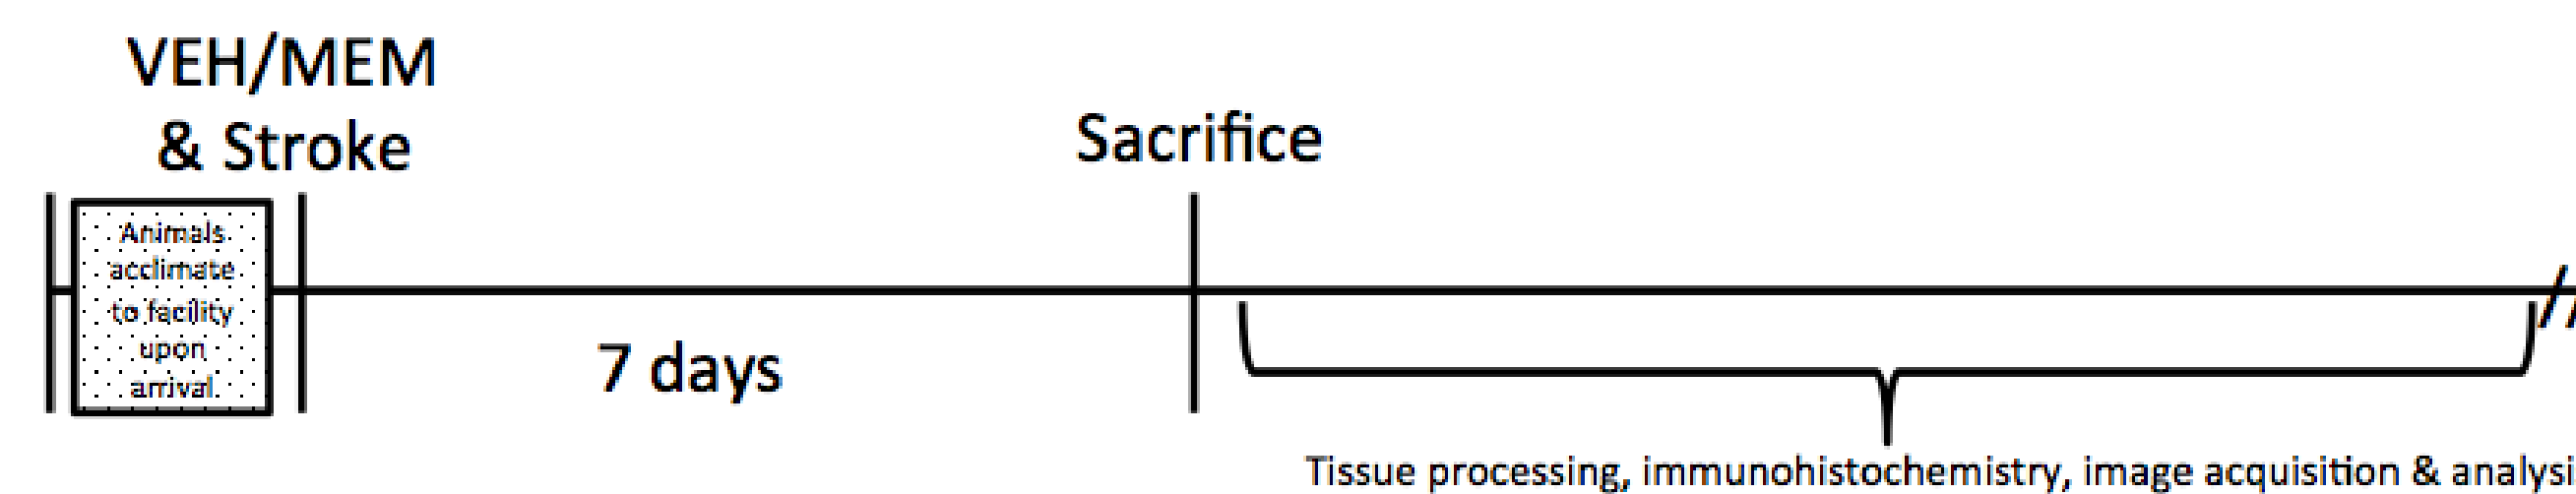 VEH/MEM
& Stroke
Sacrifice
Animals
acclimate
to facility
upon
arrival.
7 days
//
Tissue processing, immunohistochemistry, image acquisition & analysi